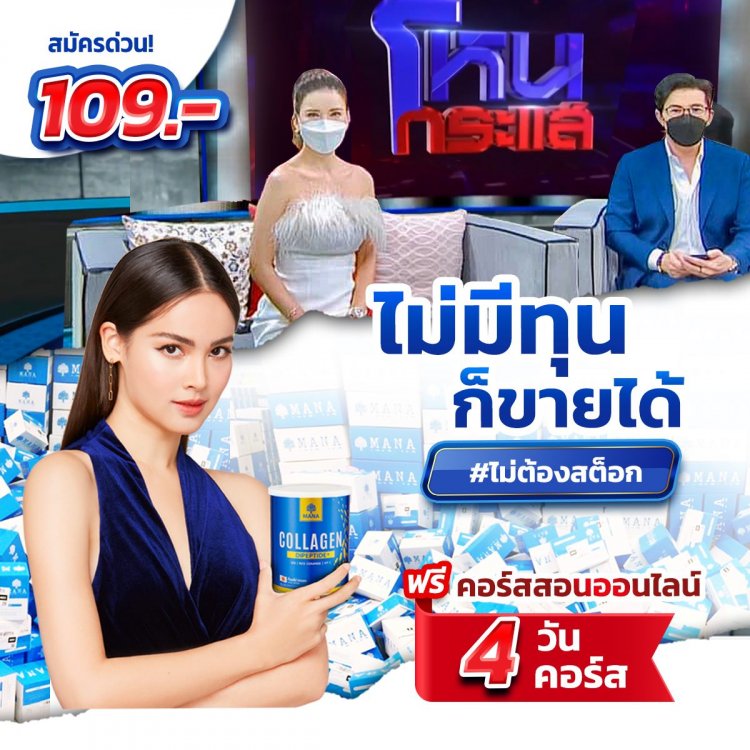 สมัครด่วน!
109.-
โหน
กระแส
ไม่มีทุน
ก็ขายได้
#ไม่ต้องสต็อก
MANA
COLLAGEN
DIPEPTIDE+
ฟรี คอร์สสอนออนไลน์
4 วัน
คอร์ส
MANA